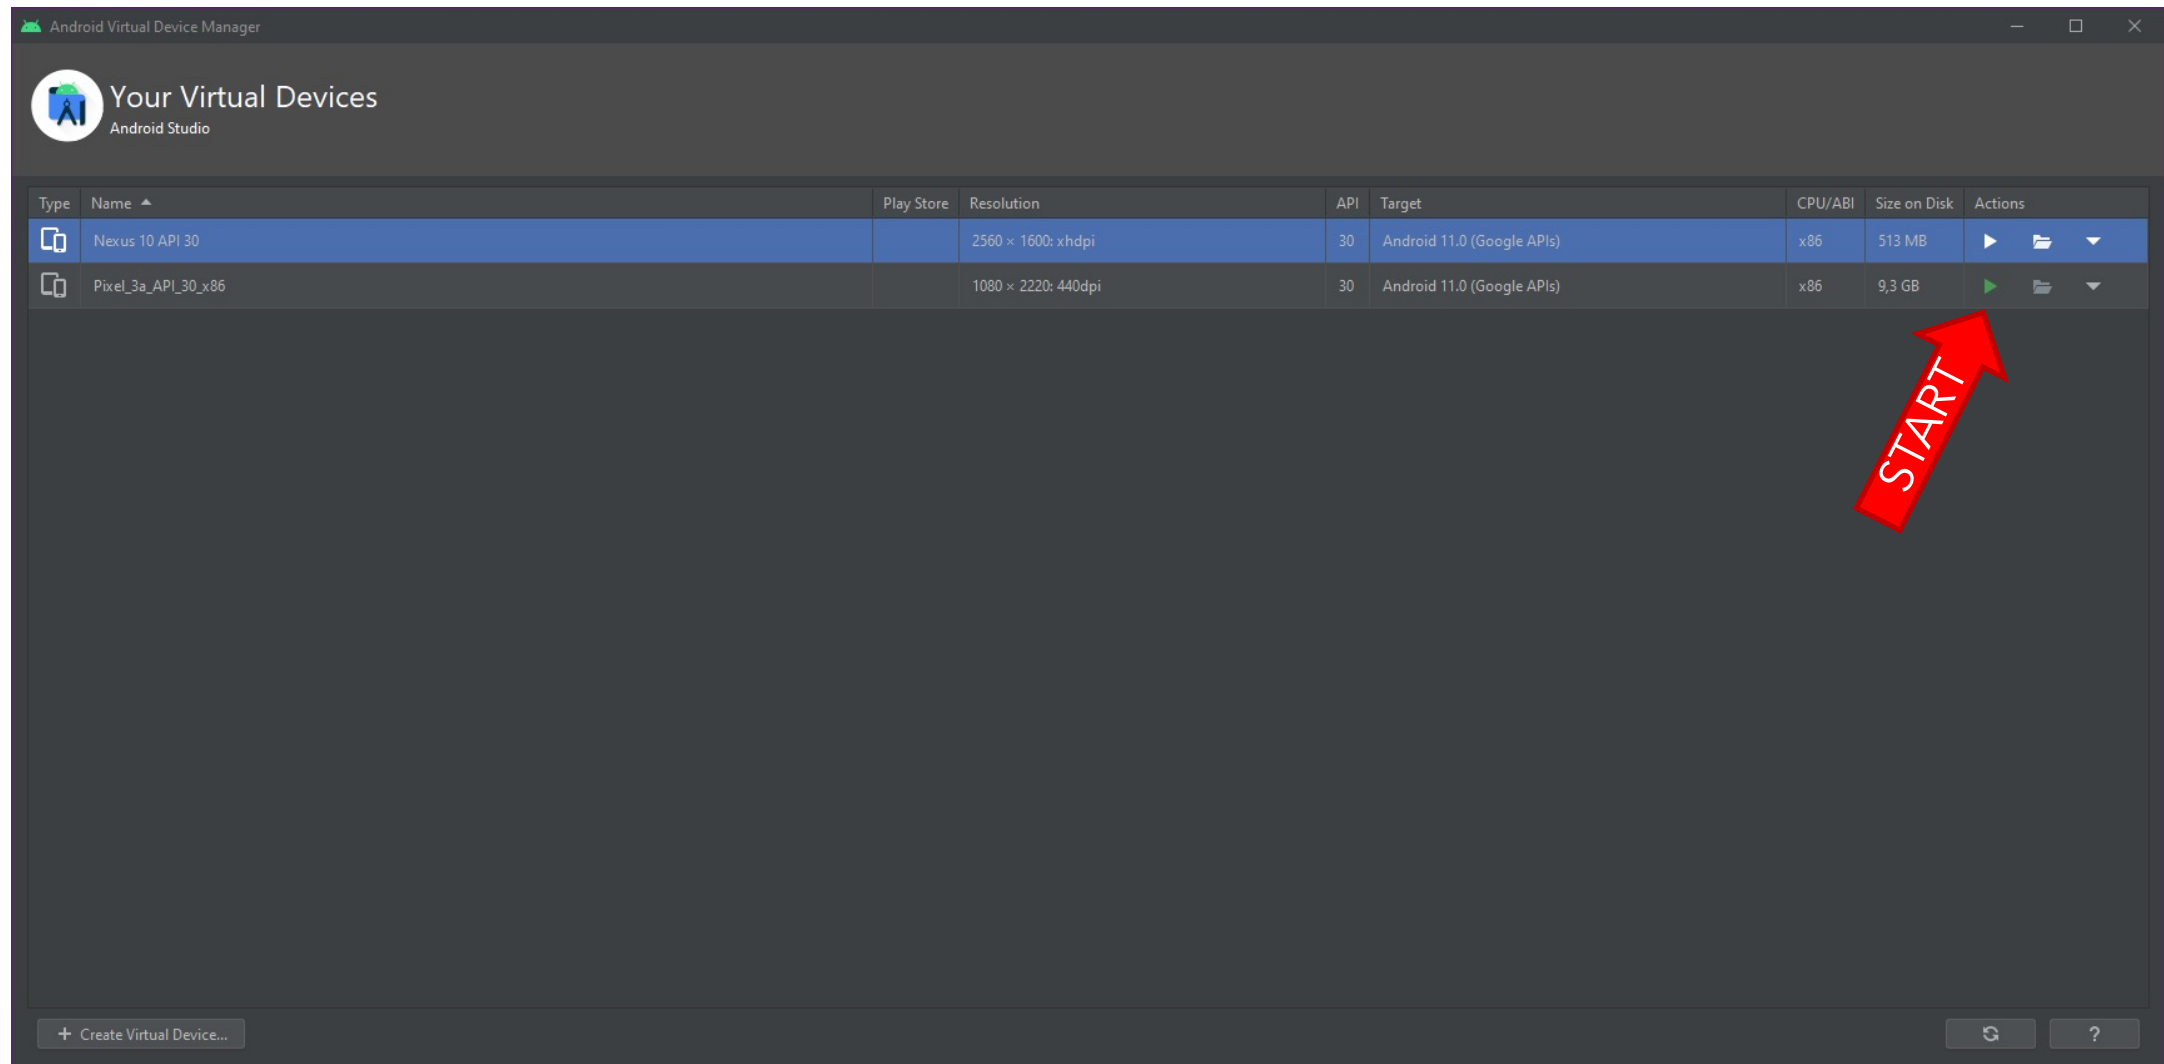 Android Virtual Device Manager
Your Virtual Devices
Android Studio
Type Name Play Store Resolution API Target CPU/ABI Size on Disk Actions
Nexus 10 API 30 2560 × 1600: xhdpi 30 Android 11.0 (Google APIs) x86 513 MB
Pixel_3a_API_30_x86 1080 × 2220: 440dpi 30 Android 11.0 (Google APIs) x86 9,3 GB
START
+ Create Virtual Device... ?